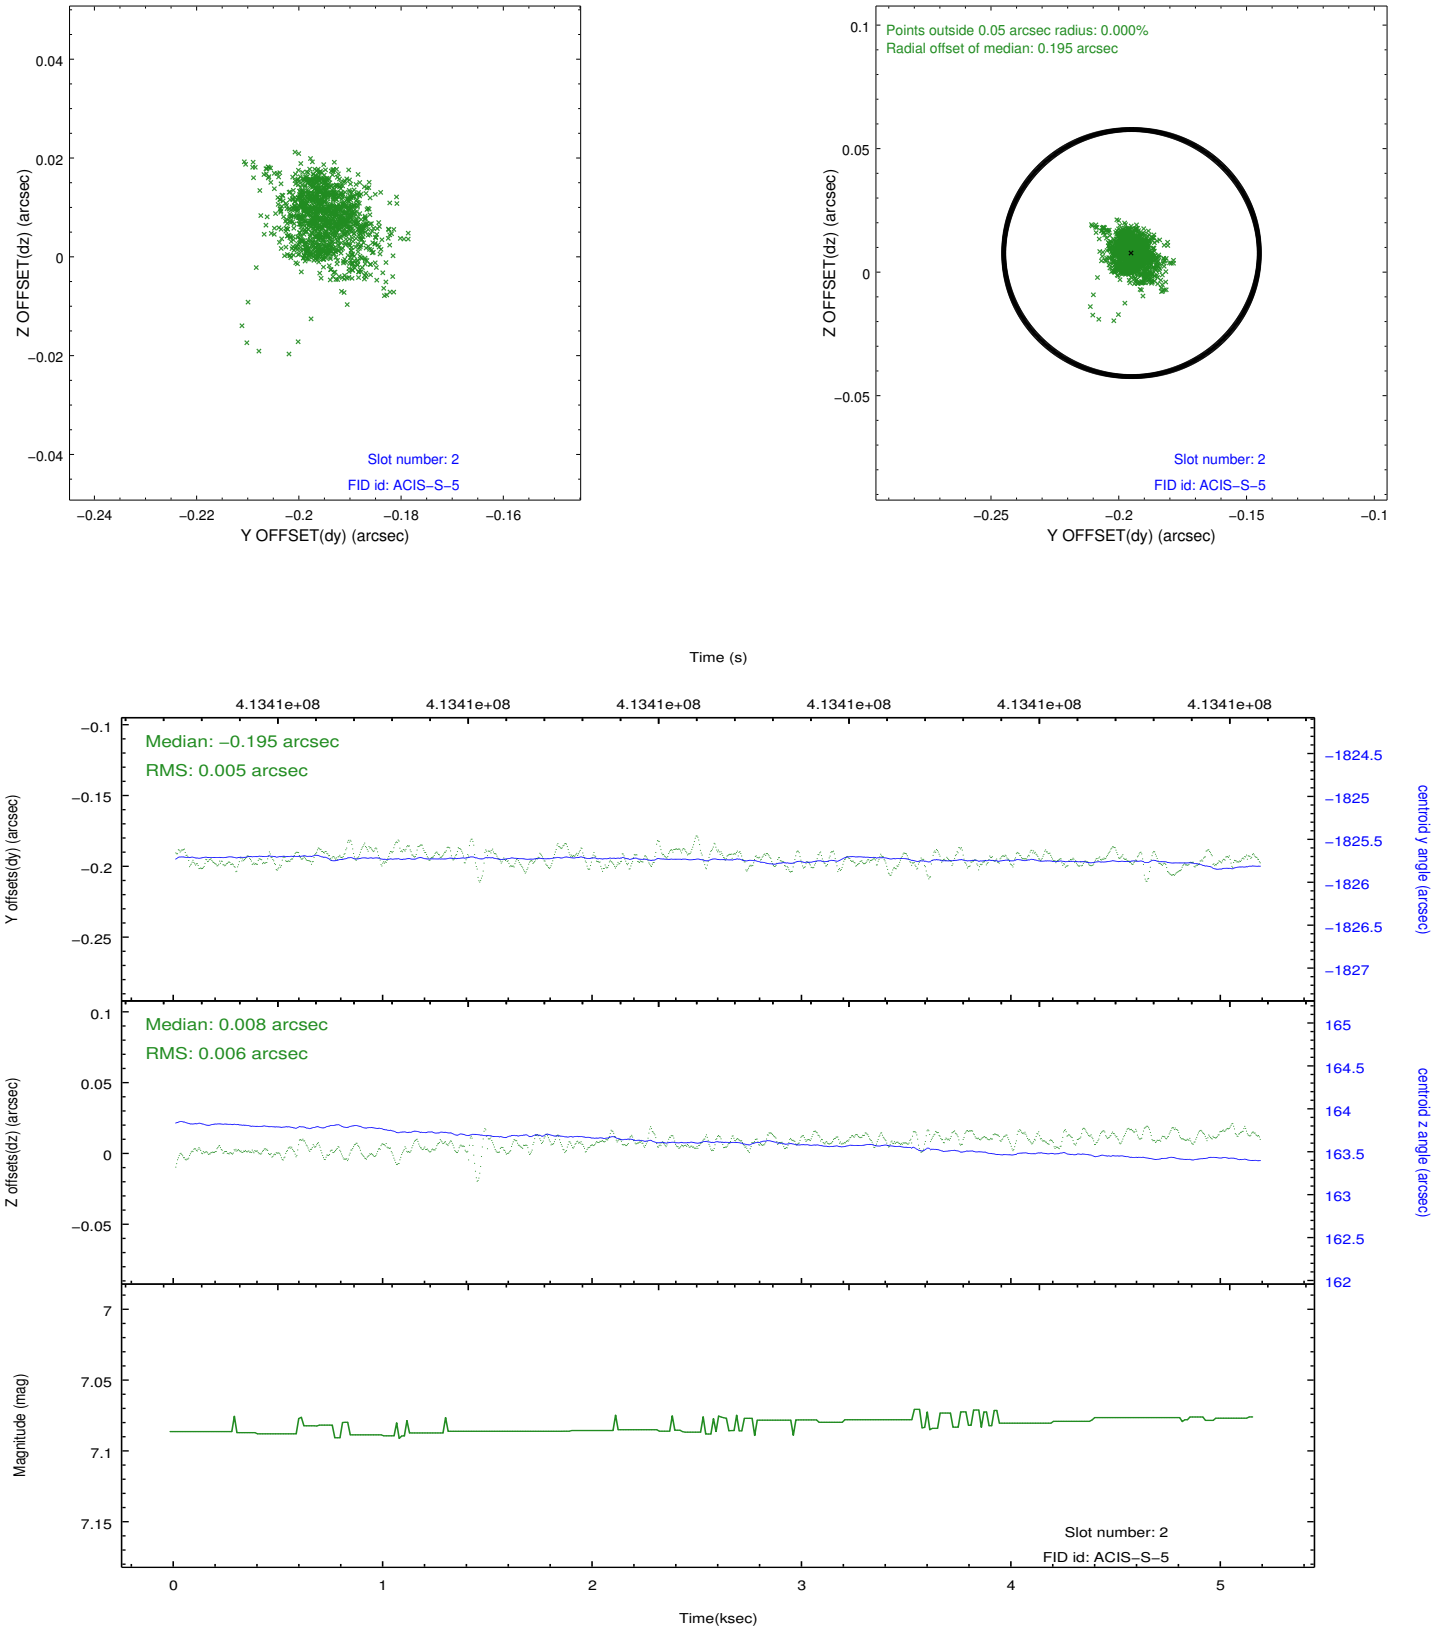 0.04
0.02
0
−0.02
−0.04
Z OFFSET(dz) (arcsec)
Slot number: 2
FID id: ACIS−S−5
−0.24
−0.22
−0.2
−0.18
−0.16
Y OFFSET(dy) (arcsec)
Points outside 0.05 arcsec radius: 0.000%
Radial offset of median: 0.195 arcsec
0.1
0.05
0
−0.05
Z OFFSET(dz) (arcsec)
Slot number: 2
FID id: ACIS−S−5
−0.25
−0.2
−0.15
−0.1
Y OFFSET(dy) (arcsec)
Time (s)
4.1341e+08
4.1341e+08
4.1341e+08
4.1341e+08
4.1341e+08
4.1341e+08
Median: −0.195 arcsec
RMS: 0.005 arcsec
−0.1
−0.15
−0.2
−0.25
Y offsets(dy) (arcsec)
−1824.5
−1825
−1825.5
−1826
−1826.5
−1827
centroid y angle (arcsec)
Median: 0.008 arcsec
RMS: 0.006 arcsec
0.1
0.05
0
−0.05
Z offsets(dz) (arcsec)
165
164.5
164
163.5
163
162.5
162
centroid z angle (arcsec)
7
7.05
7.1
7.15
Magnitude (mag)
Slot number: 2
FID id: ACIS−S−5
0
1
2
3
4
5
Time(ksec)